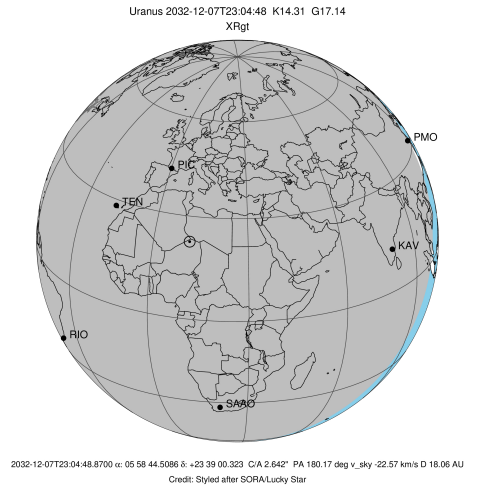 Uranus 2032-12-07T23:04:48 K14.31 G17.14
XRgt
PMO
PIC
TEN
KAV
RIO
SAAO
2032-12-07T23:04:48.8700 α: 05 58 44.5086 δ: +23 39 00.323 C/A 2.642" PA 180.17 deg v_sky -22.57 km/s D 18.06 AU
Credit: Styled after SORA/Lucky Star